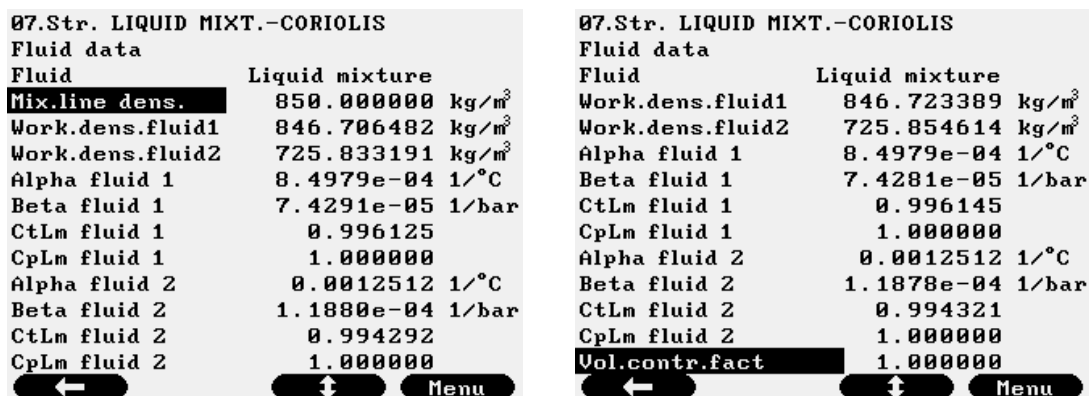 07.Str. LIQUID MIXT.-CORIOLIS
Fluid data
Fluid Liquid mixture
Mix.line dens. 850.000000 kg/m³
Work.dens.fluid1 846.706482 kg/m³
Work.dens.fluid2 725.833191 kg/m³
Alpha fluid 1 8.4979e-04 1/°C
Beta fluid 1 7.4291e-05 1/bar
CtLm fluid 1 0.996125
CpLm fluid 1 1.000000
Alpha fluid 2 0.0012512 1/°C
Beta fluid 2 1.1880e-04 1/bar
CtLm fluid 2 0.994292
CpLm fluid 2 1.000000
Menu
07.Str. LIQUID MIXT.-CORIOLIS
Fluid data
Fluid Liquid mixture
Work.dens.fluid1 846.723389 kg/m³
Work.dens.fluid2 725.854614 kg/m³
Alpha fluid 1 8.4979e-04 1/°C
Beta fluid 1 7.4281e-05 1/bar
CtLm fluid 1 0.996145
CpLm fluid 1 1.000000
Alpha fluid 2 0.0012512 1/°C
Beta fluid 2 1.1878e-04 1/bar
CtLm fluid 2 0.994321
CpLm fluid 2 1.000000
Vol.contr.fact 1.000000
Menu